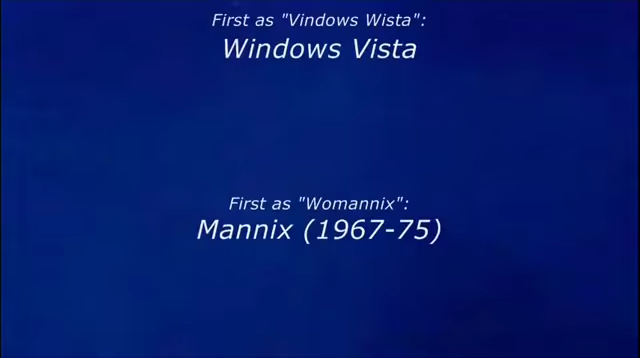 First as "Vindows Wista":
Windows Vista
First as "Womannix":
Mannix (1967-75)